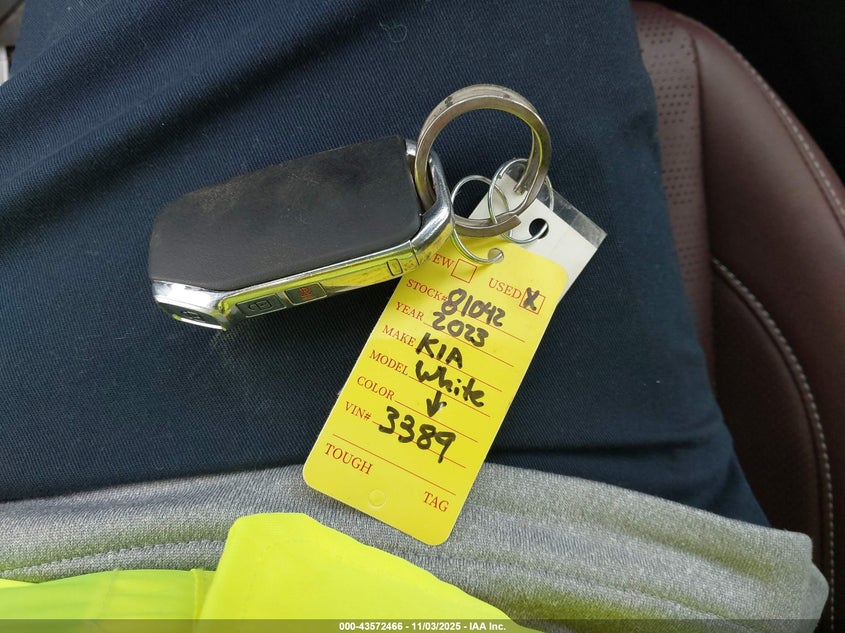 EW USED X
STOCK# 81042
YEAR 2023
MAKE KIA
MODEL White
COLOR ↓
VIN# 3389
TOUGH TAG
000-43572466 - 11/03/2025 - IAA Inc.